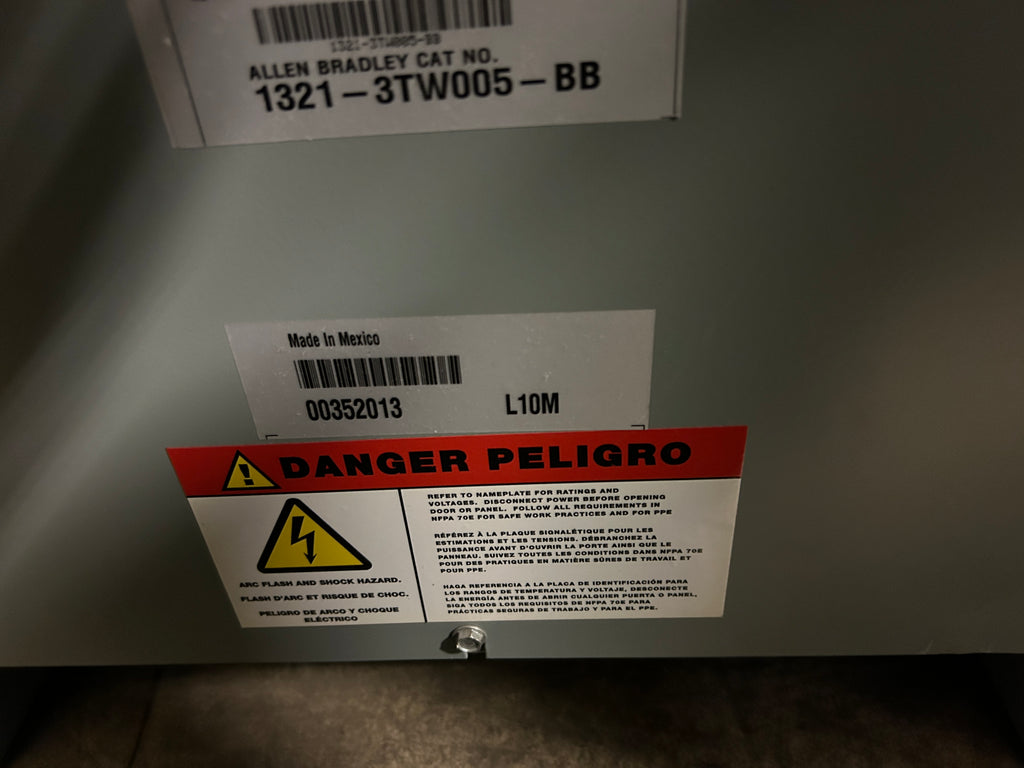 1321-3TW005-BB
ALLEN BRADLEY CAT NO.
1321-3TW005-BB
Made In Mexico
00352013 L10M
DANGER PELIGRO
ARC FLASH AND SHOCK HAZARD.
FLASH D'ARC ET RISQUE DE CHOC.
PELIGRO DE ARCO Y CHOQUE
ELÉCTRICO
REFER TO NAMEPLATE FOR RATINGS AND
VOLTAGES. DISCONNECT POWER BEFORE OPENING
DOOR OR PANEL. FOLLOW ALL REQUIREMENTS IN
NFPA 70E FOR SAFE WORK PRACTICES AND FOR PPE
RÉFÉREZ À LA PLAQUE SIGNALÉTIQUE POUR LES
ESTIMATIONS ET LES TENSIONS. DÉBRANCHEZ LA
PUISSANCE AVANT D'OUVRIR LA PORTE AINSI QUE LE
PANNEAU. SUIVEZ TOUTES LES CONDITIONS DANS NFPA 70E
POUR DES PRATIQUES EN MATIÈRE SÛRES DE TRAVAIL ET
POUR PPE.
HAGA REFERENCIA A LA PLACA DE IDENTIFICACIÓN PARA
LOS RANGOS DE TEMPERATURA Y VOLTAJE, DESCONECTE
LA ENERGÍA ANTES DE ABRIR CUALQUIER PUERTA O PANEL,
SIGA TODOS LOS REQUISITOS DE NFPA 70E PARA
PRÁCTICAS SEGURAS DE TRABAJO Y PARA EL PPE.